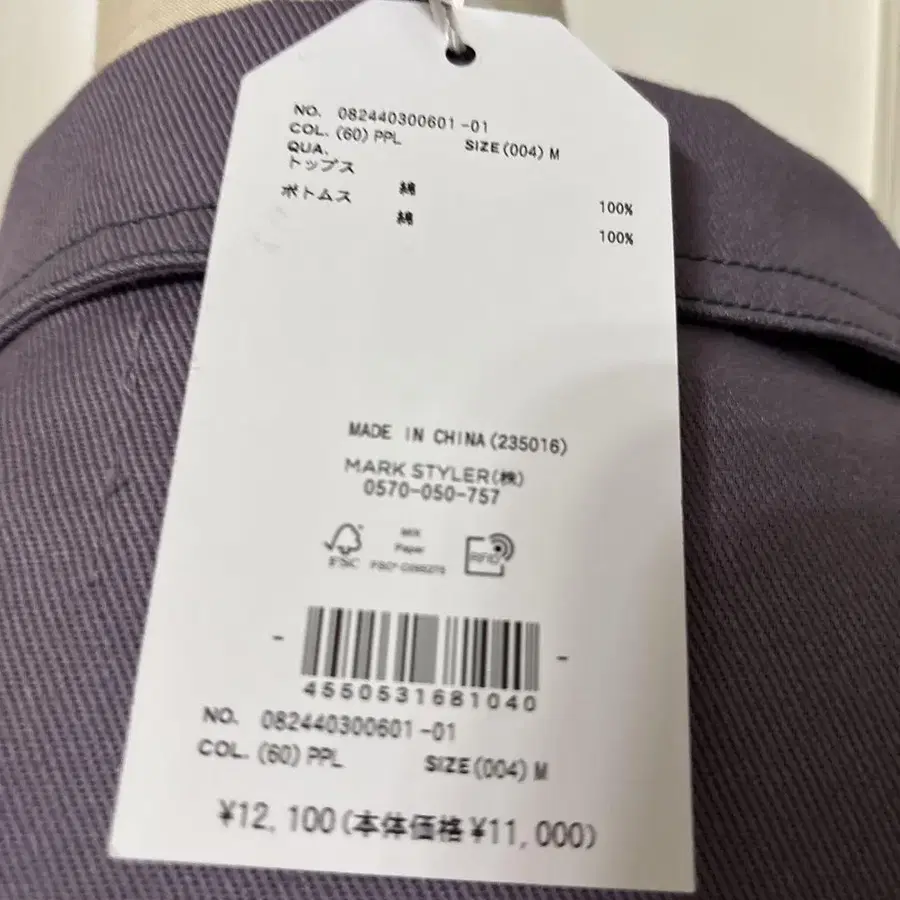 NO. 082440300601-01
COL. (60) PPL SIZE(004) M
QUA.
トップス 綿 100%
ボトムス 綿 100%
MADE IN CHINA(235016)
MARK STYLER(株)
0570-050-757
FSC MIX Paper RFID
4550531681040
NO. 082440300601-01
COL. (60) PPL SIZE(004) M
¥12,100(本体価格¥11,000)